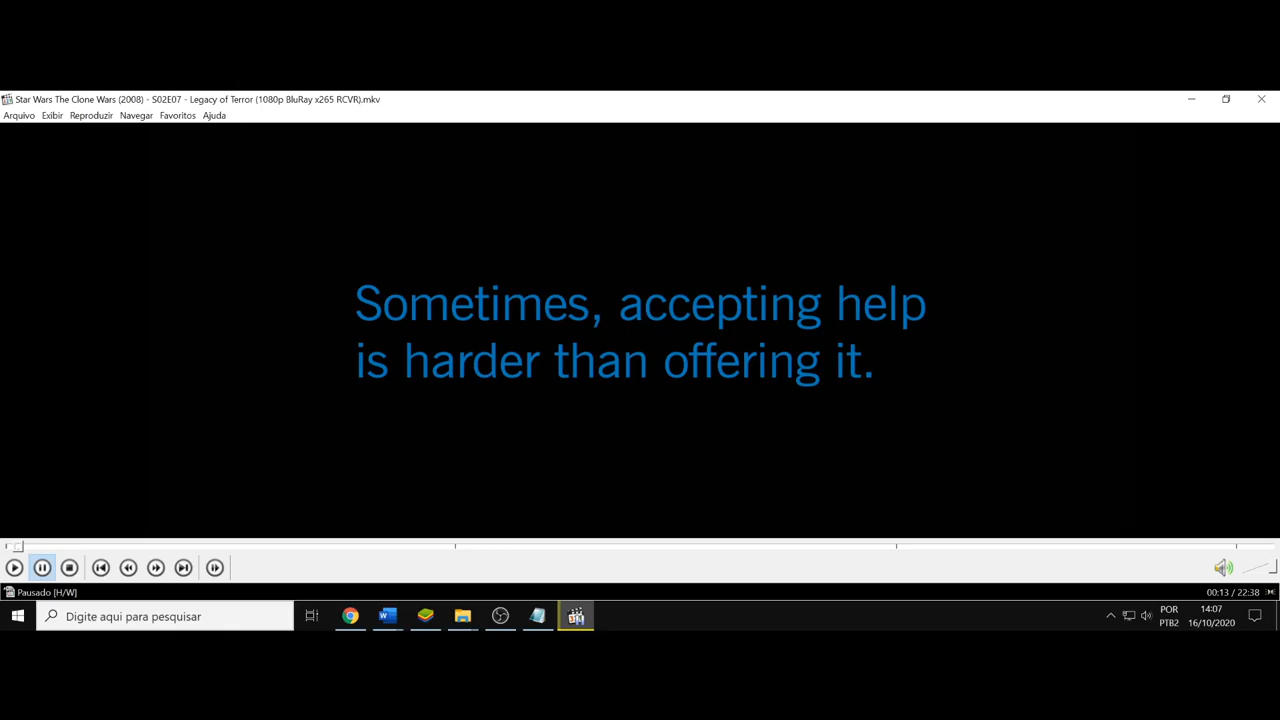 Star Wars The Clone Wars (2008) - S02E07 - Legacy of Terror (1080p BluRay x265 RCVR).mkv
Arquivo Exibir Reproduzir Navegar Favoritos Ajuda
Sometimes, accepting help
is harder than offering it.
Pausado [H/W]
00:13 / 22:38
Digite aqui para pesquisar
POR
PTB2
14:07
16/10/2020